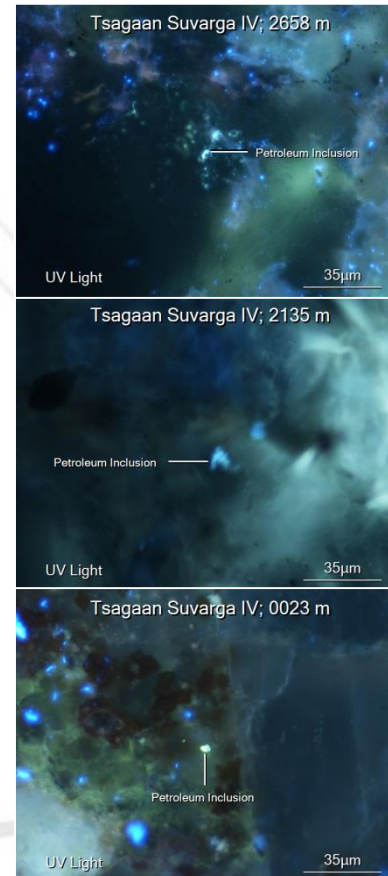 Tsagaan Suvarga IV; 2658 m
Petroleum Inclusion
UV Light
35µm
Tsagaan Suvarga IV; 2135 m
Petroleum Inclusion
UV Light
35µm
Tsagaan Suvarga IV; 0023 m
Petroleum Inclusion
UV Light
35µm